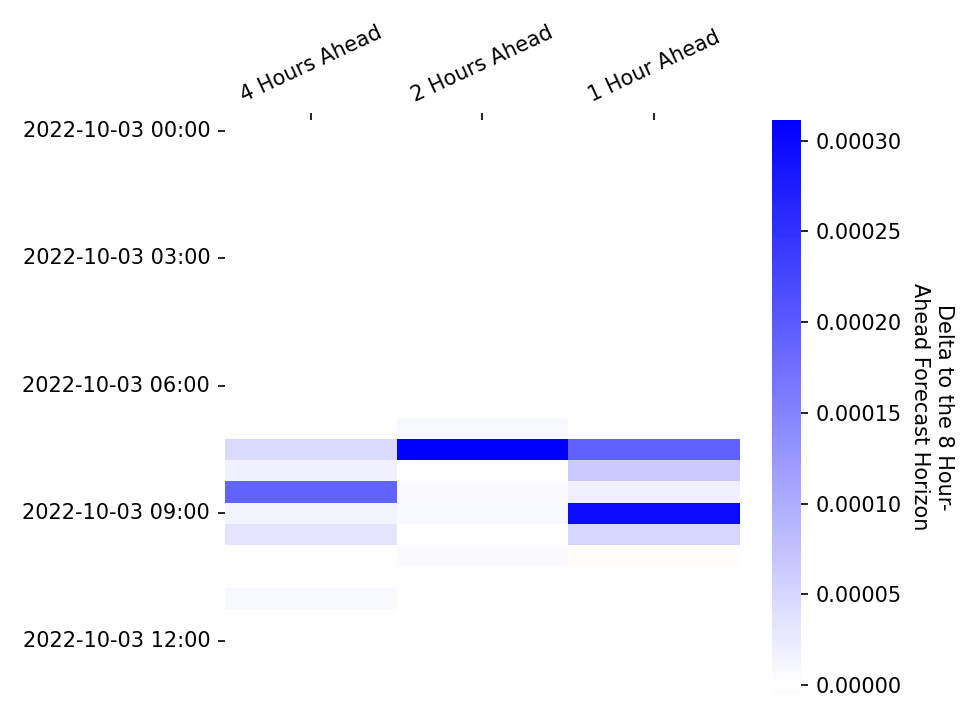 4 Hours Ahead
2 Hours Ahead
1 Hour Ahead
2022-10-03 00:00
2022-10-03 03:00
2022-10-03 06:00
2022-10-03 09:00
2022-10-03 12:00
0.00030
0.00025
0.00020
0.00015
0.00010
0.00005
0.00000
Delta to the 8 Hour-
Ahead Forecast Horizon